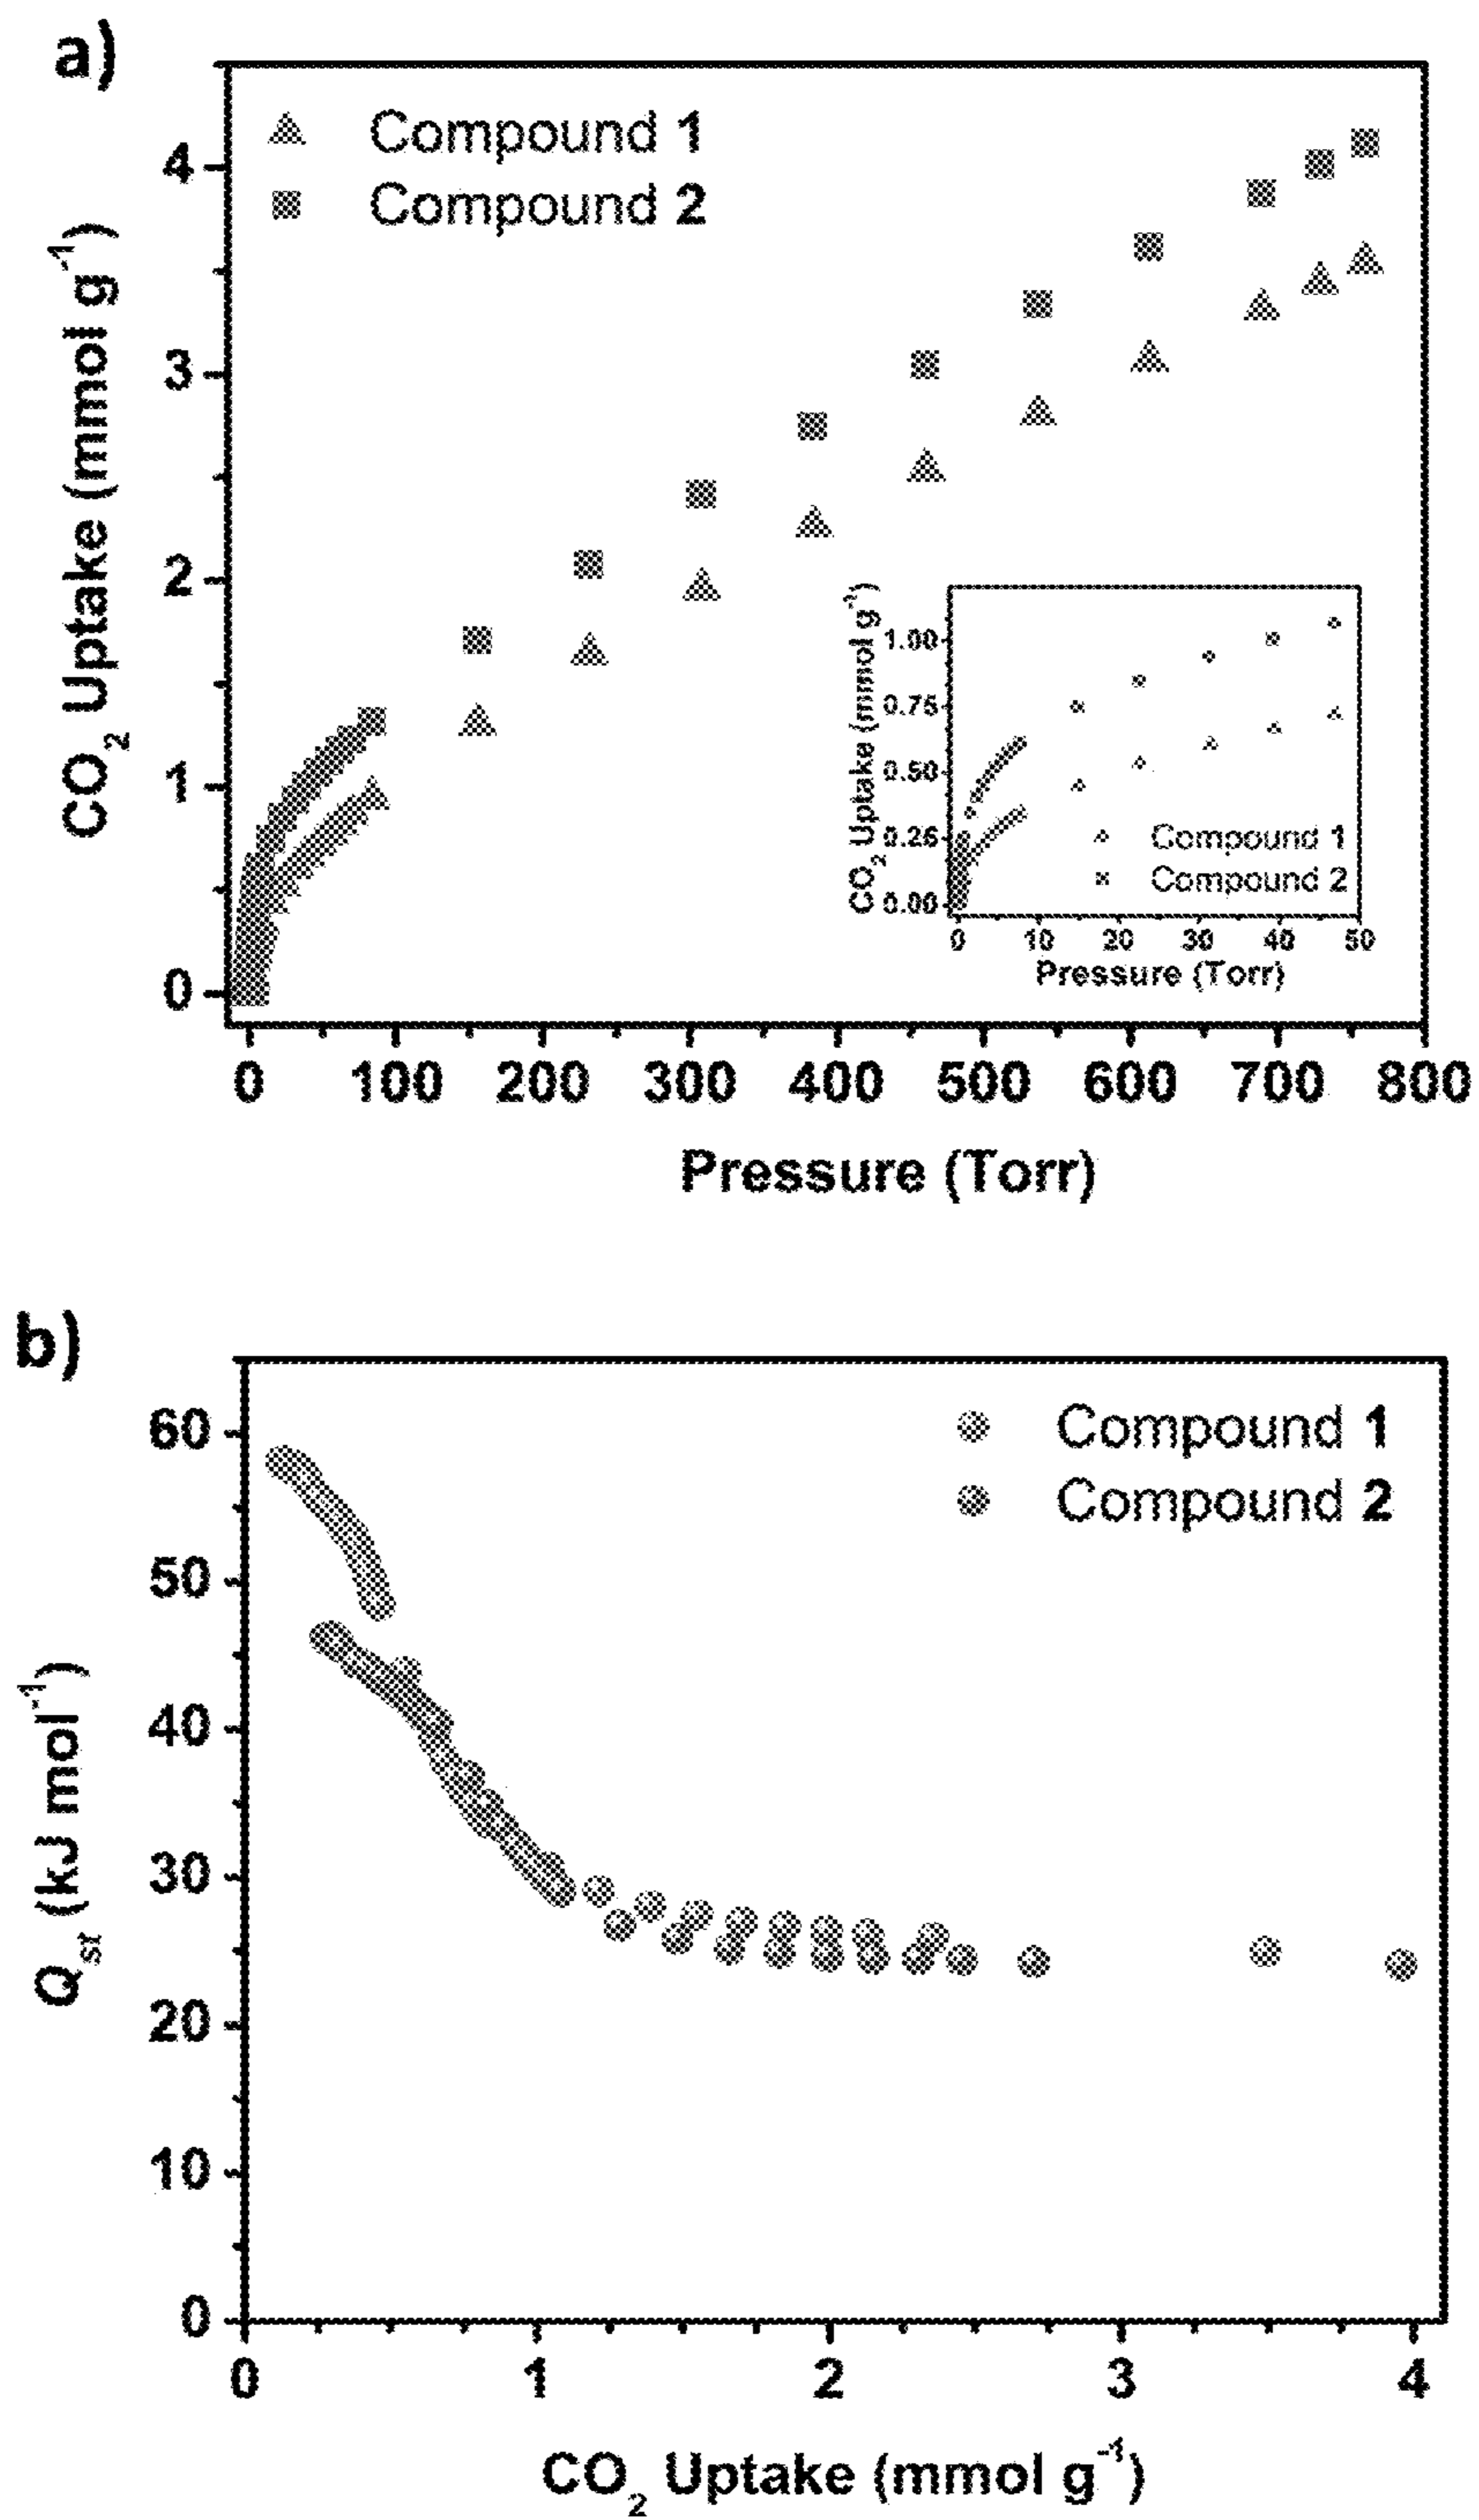 a)
Compound 1
Compound 2
CO2 Uptake (mmol g-1)
4
3
2
1
0
0 100 200 300 400 500 600 700 800
Pressure (Torr)
CO2 Uptake (mmol g-1)
1.00
0.75
0.50
0.25
0.00
Compound 1
Compound 2
0 10 20 30 40 50
Pressure (Torr)
b)
Compound 1
Compound 2
Qst (kJ mol-1)
60
50
40
30
20
10
0
0 1 2 3 4
CO2 Uptake (mmol g-1)